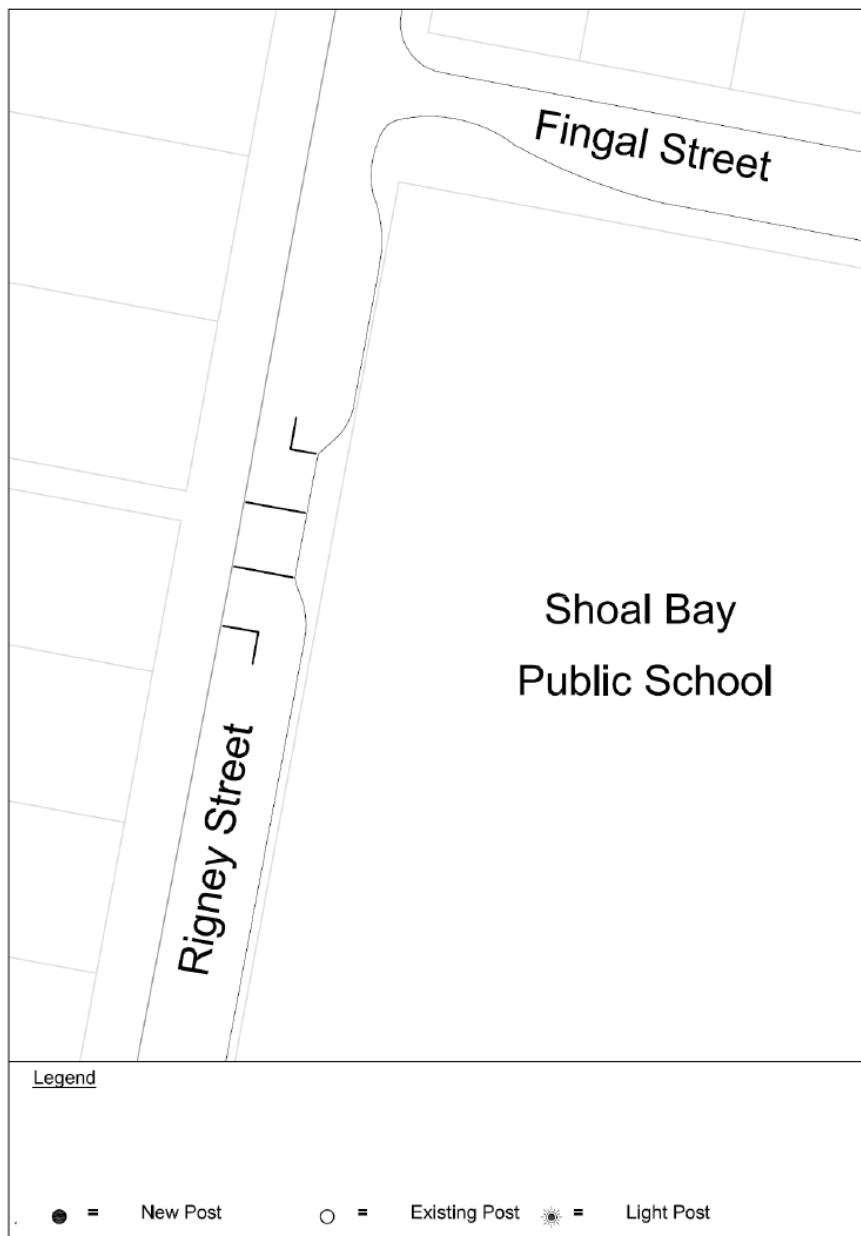 Fingal Street
Shoal Bay
Public School
Rigney Street
Legend
= New Post = Existing Post = Light Post